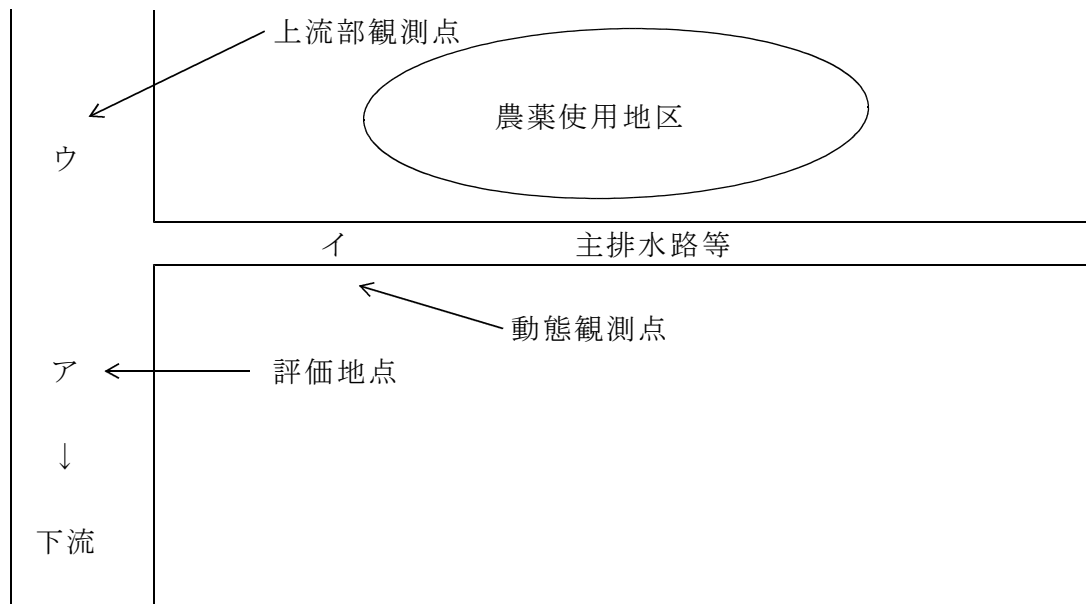 上流部観測点
農薬使用地区
ウ
イ 主排水路等
動態観測点
ア 評価地点
↓
下流